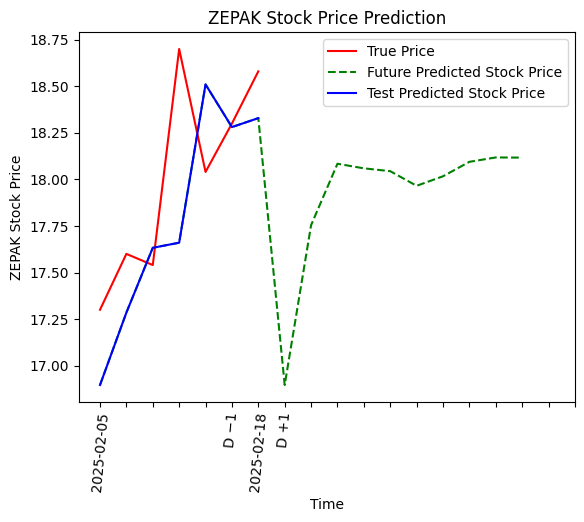 ZEPAK Stock Price Prediction
True Price
Future Predicted Stock Price
Test Predicted Stock Price
ZEPAK Stock Price
18.75
18.50
18.25
18.00
17.75
17.50
17.25
17.00
2025-02-05
D −1
2025-02-18
D +1
Time